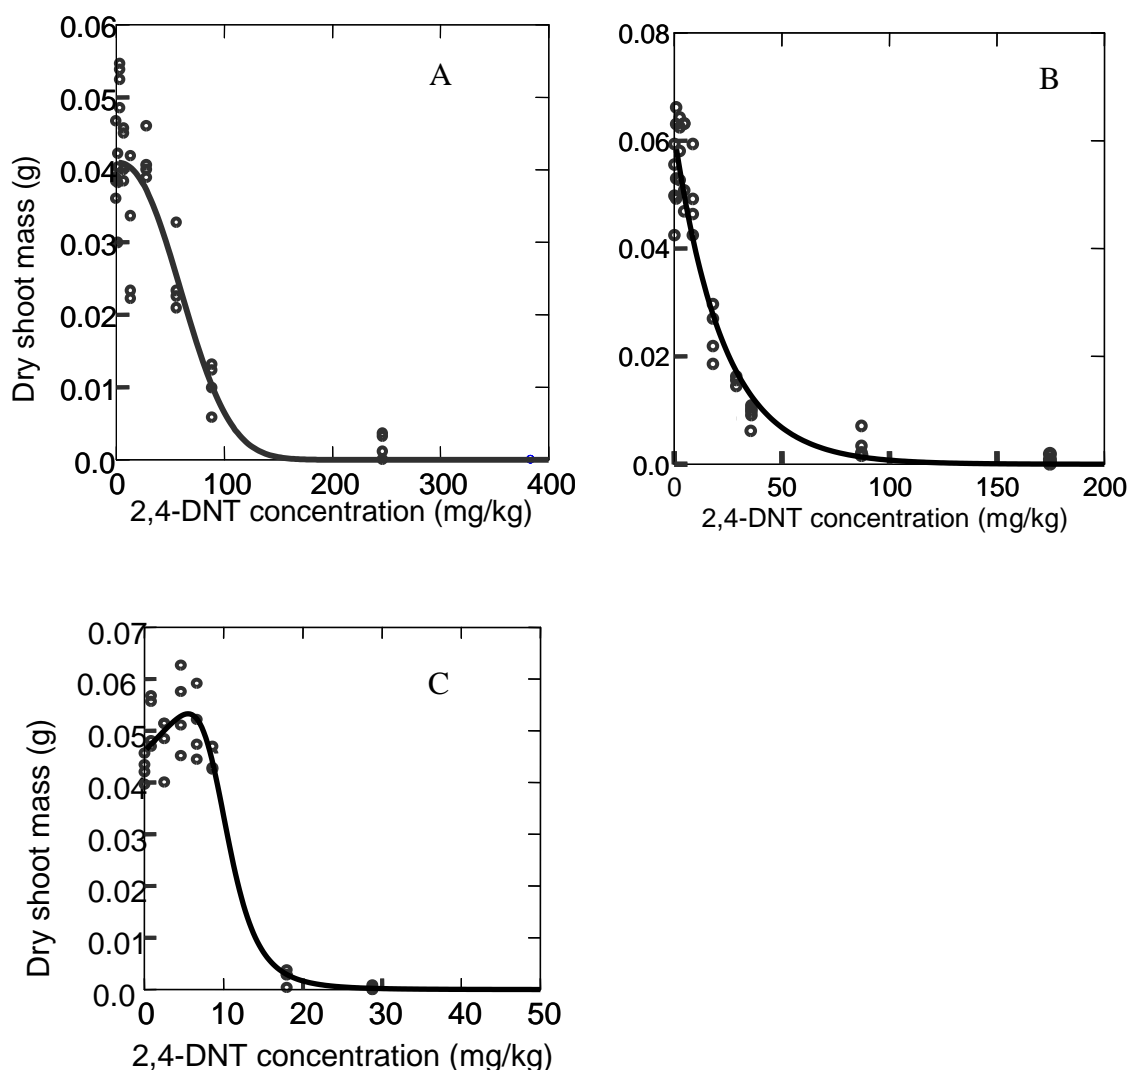 A
Dry shoot mass (g)
0.06
0.05
0.04
0.03
0.02
0.01
0.0
0 100 200 300 400
2,4-DNT concentration (mg/kg)
B
0.08
0.06
0.04
0.02
0.0
0 50 100 150 200
2,4-DNT concentration (mg/kg)
C
Dry shoot mass (g)
0.07
0.06
0.05
0.04
0.03
0.02
0.01
0.0
0 10 20 30 40 50
2,4-DNT concentration (mg/kg)